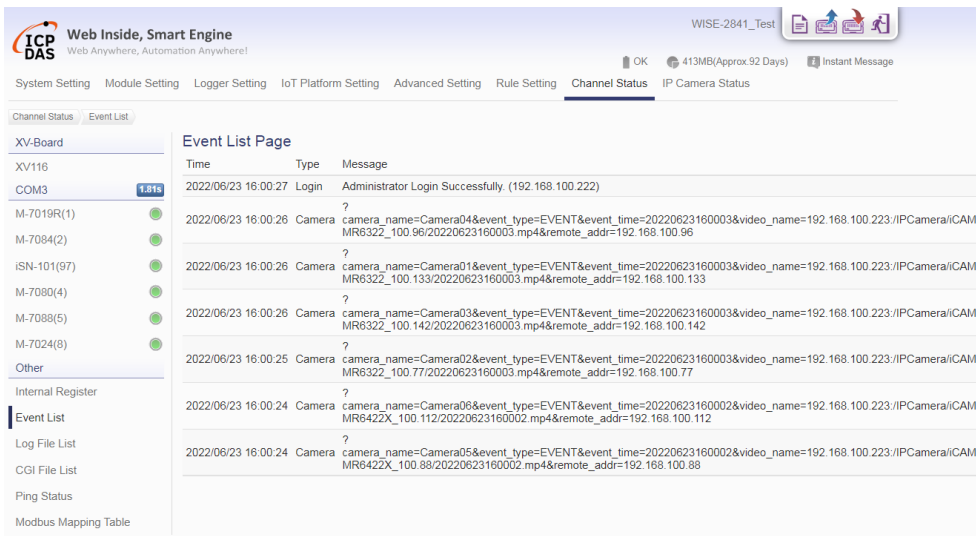 WISE-2841_Test
ICP DAS
Web Inside, Smart Engine
Web Anywhere, Automation Anywhere!
OK 413MB(Approx.92 Days) i Instant Message
System Setting Module Setting Logger Setting IoT Platform Setting Advanced Setting Rule Setting Channel Status IP Camera Status
Channel Status Event List
XV-Board
XV116
COM3 1.81s
M-7019R(1)
M-7084(2)
iSN-101(97)
M-7080(4)
M-7088(5)
M-7024(8)
Other
Internal Register
Event List
Log File List
CGI File List
Ping Status
Modbus Mapping Table
Event List Page
Time Type Message
2022/06/23 16:00:27 Login Administrator Login Successfully. (192.168.100.222)
?
2022/06/23 16:00:26 Camera camera_name=Camera04&event_type=EVENT&event_time=20220623160003&video_name=192.168.100.223:/IPCamera/iCAM
MR6322_100.96/20220623160003.mp4&remote_addr=192.168.100.96
?
2022/06/23 16:00:26 Camera camera_name=Camera01&event_type=EVENT&event_time=20220623160003&video_name=192.168.100.223:/IPCamera/iCAM
MR6322_100.133/20220623160003.mp4&remote_addr=192.168.100.133
?
2022/06/23 16:00:26 Camera camera_name=Camera03&event_type=EVENT&event_time=20220623160003&video_name=192.168.100.223:/IPCamera/iCAM
MR6322_100.142/20220623160003.mp4&remote_addr=192.168.100.142
?
2022/06/23 16:00:25 Camera camera_name=Camera02&event_type=EVENT&event_time=20220623160003&video_name=192.168.100.223:/IPCamera/iCAM
MR6322_100.77/20220623160003.mp4&remote_addr=192.168.100.77
?
2022/06/23 16:00:24 Camera camera_name=Camera06&event_type=EVENT&event_time=20220623160002&video_name=192.168.100.223:/IPCamera/iCAM
MR6422X_100.112/20220623160002.mp4&remote_addr=192.168.100.112
?
2022/06/23 16:00:24 Camera camera_name=Camera05&event_type=EVENT&event_time=20220623160002&video_name=192.168.100.223:/IPCamera/iCAM
MR6422X_100.88/20220623160002.mp4&remote_addr=192.168.100.88